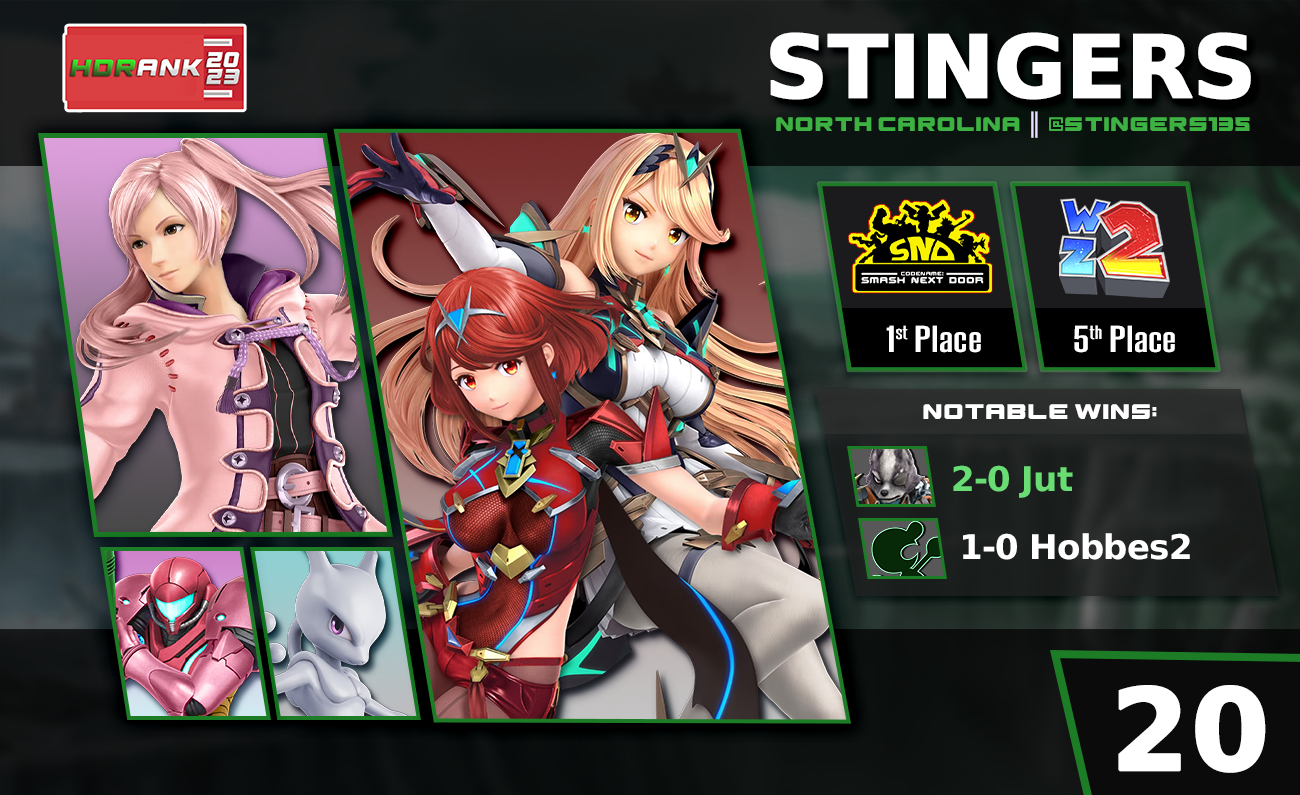 HDRANK 2023
STINGERS
NORTH CAROLINA || @STINGERS135
SND
CODENAME:
SMASH NEXT DOOR
1st Place
WZ2
5th Place
NOTABLE WINS:
2-0 Jut
1-0 Hobbes2
20